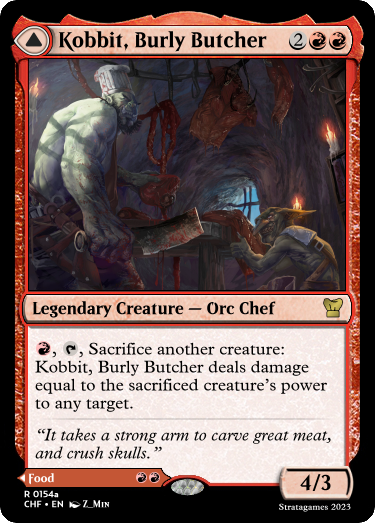 Kobbit, Burly Butcher 2
Legendary Creature — Orc Chef
, , Sacrifice another creature:
Kobbit, Burly Butcher deals damage
equal to the sacrificed creature's power
to any target.
"It takes a strong arm to carve great meat,
and crush skulls."
Food
4/3
R 0154a
CHF • EN Z_Min
Stratagames 2023